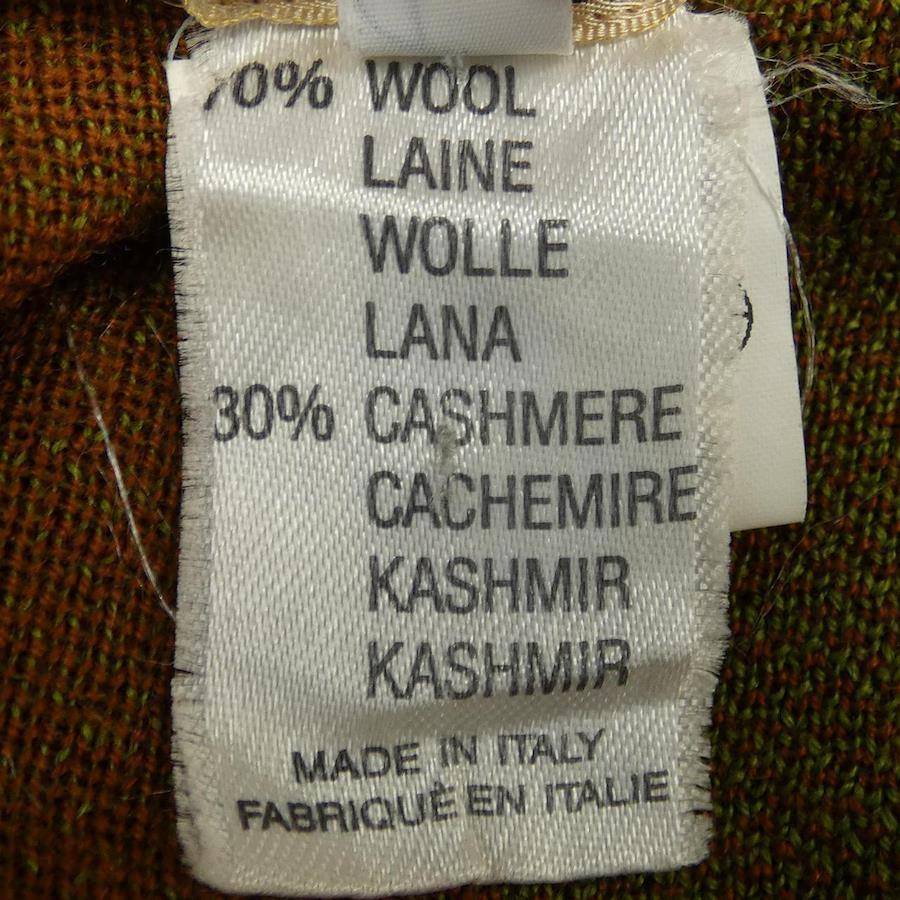 70% WOOL
LAINE
WOLLE
LANA
30% CASHMERE
CACHEMIRE
KASHMIR
KASHMIR
MADE IN ITALY
FABRIQUÈ EN ITALIE